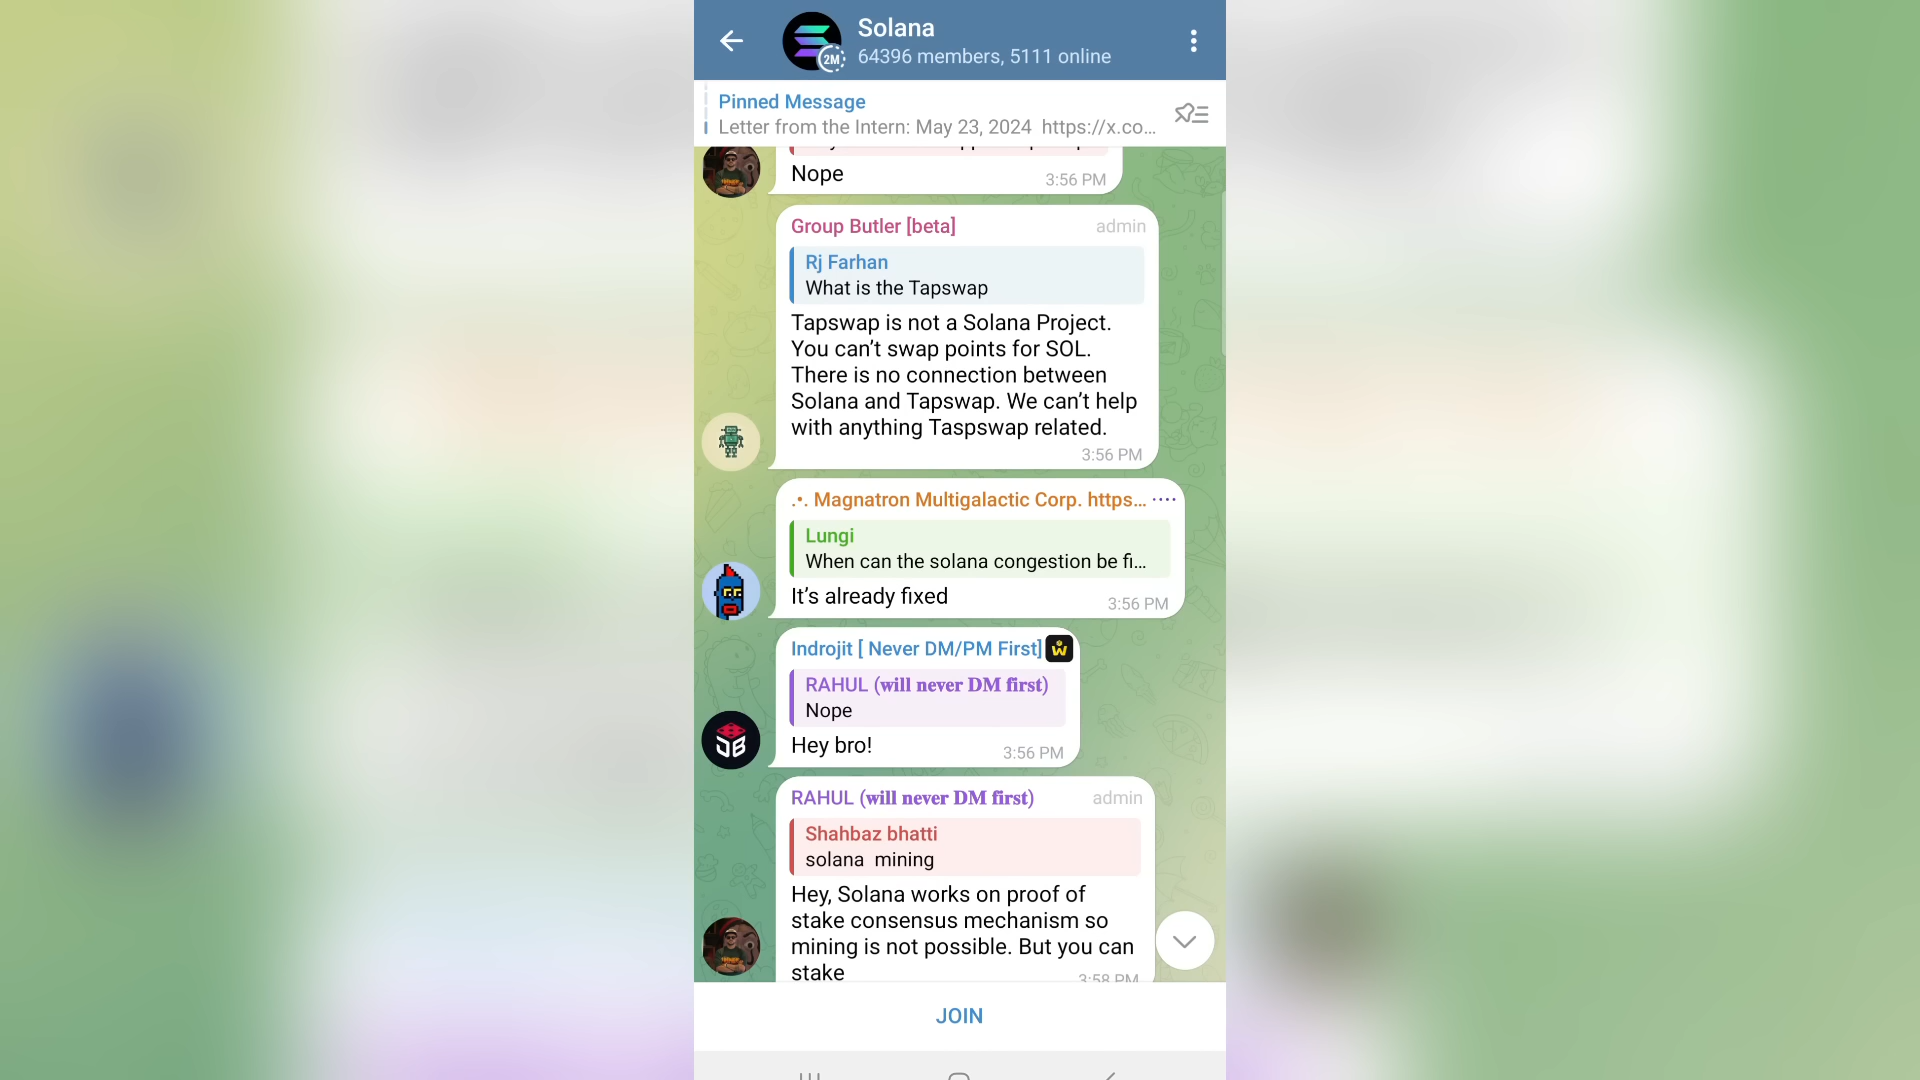 Solana
2M
64396 members, 5111 online
Pinned Message
Letter from the Intern: May 23, 2024 https://x.co...
Nope
3:56 PM
Group Butler [beta] admin
Rj Farhan
What is the Tapswap
Tapswap is not a Solana Project.
You can’t swap points for SOL.
There is no connection between
Solana and Tapswap. We can’t help
with anything Taspswap related.
3:56 PM
.•. Magnatron Multigalactic Corp. https...
Lungi
When can the solana congestion be fi...
It’s already fixed
3:56 PM
Indrojit [ Never DM/PM First]
RAHUL (will never DM first)
Nope
Hey bro!
3:56 PM
RAHUL (will never DM first) admin
Shahbaz bhatti
solana mining
Hey, Solana works on proof of
stake consensus mechanism so
mining is not possible. But you can
stake
3:58 PM
JOIN